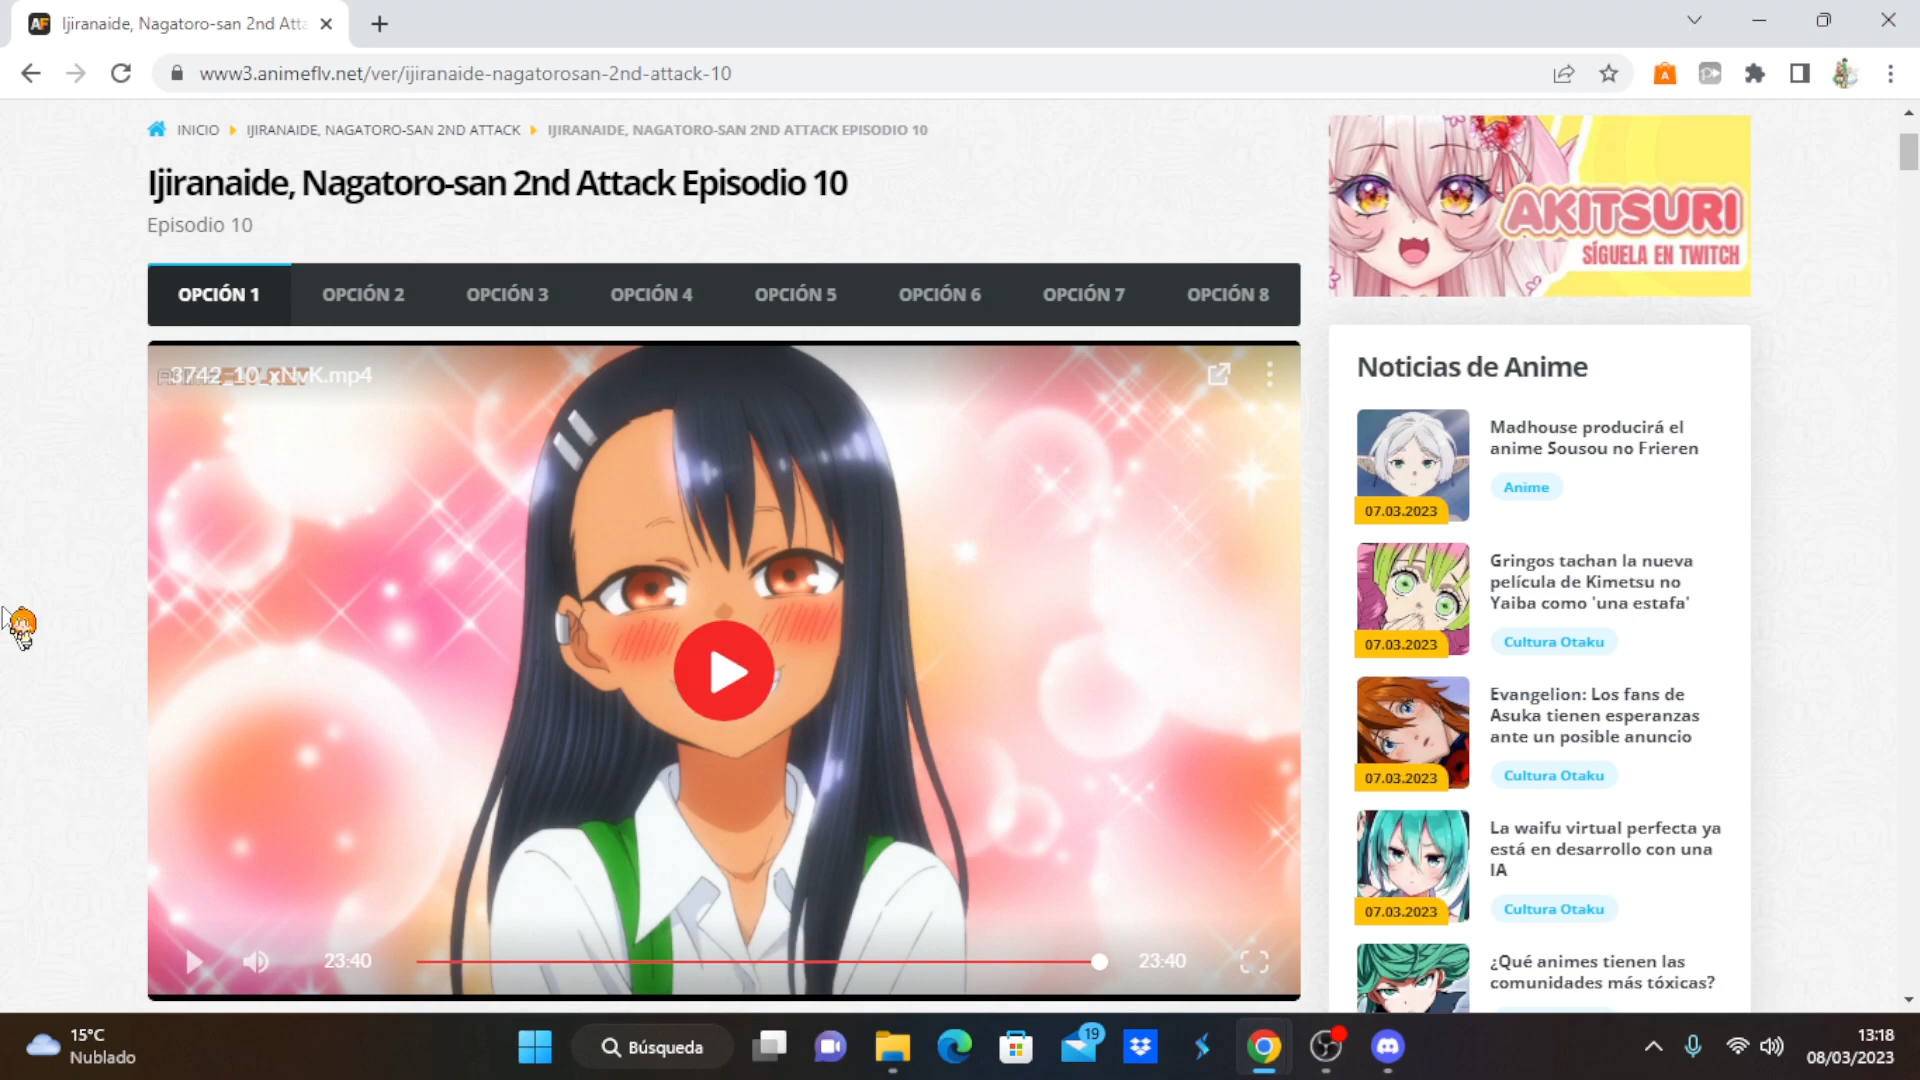 Ijiranaide, Nagatoro-san 2nd Atta
www3.animeflv.net/ver/ijiranaide-nagatorosan-2nd-attack-10
INICIO IJIRANAIDE, NAGATORO-SAN 2ND ATTACK IJIRANAIDE, NAGATORO-SAN 2ND ATTACK EPISODIO 10
Ijiranaide, Nagatoro-san 2nd Attack Episodio 10
Episodio 10
OPCIÓN 1 OPCIÓN 2 OPCIÓN 3 OPCIÓN 4 OPCIÓN 5 OPCIÓN 6 OPCIÓN 7 OPCIÓN 8
3742_10_xNvK.mp4
23:40 23:40
AKITSURI
SÍGUELA EN TWITCH
Noticias de Anime
Madhouse producirá el
anime Sousou no Frieren
Anime
07.03.2023
Gringos tachan la nueva
película de Kimetsu no
Yaiba como 'una estafa'
Cultura Otaku
07.03.2023
Evangelion: Los fans de
Asuka tienen esperanzas
ante un posible anuncio
Cultura Otaku
07.03.2023
La waifu virtual perfecta ya
está en desarrollo con una
IA
Cultura Otaku
07.03.2023
¿Qué animes tienen las
comunidades más tóxicas?
15°C
Nublado
Búsqueda
19
13:18
08/03/2023